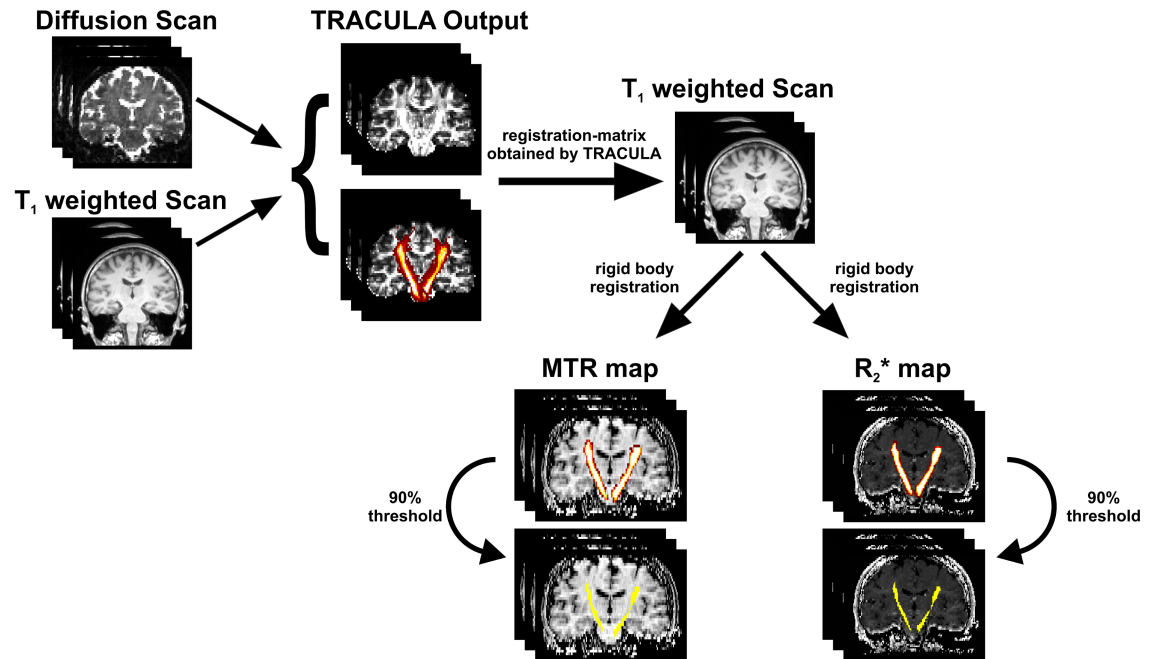 Diffusion Scan
TRACULA Output
T1 weighted Scan
registration-matrix
obtained by TRACULA
T1 weighted Scan
rigid body
registration
rigid body
registration
MTR map
R2* map
90%
threshold
90%
threshold